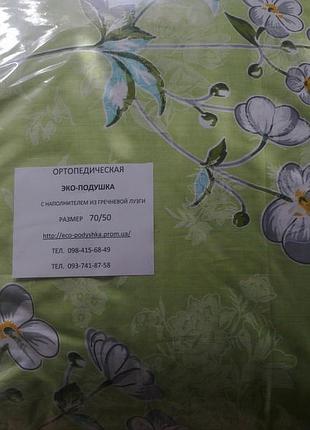 ОРТОПЕДИЧЕСКАЯ
ЭКО-ПОДУШКА
С НАПОЛНИТЕЛЕМ ИЗ ГРЕЧНЕВОЙ ЛУЗГИ
РАЗМЕР 70/50
http://eco-podyshka.prom.ua/
ТЕЛ. 098-415-68-49
ТЕЛ. 093-741-87-58